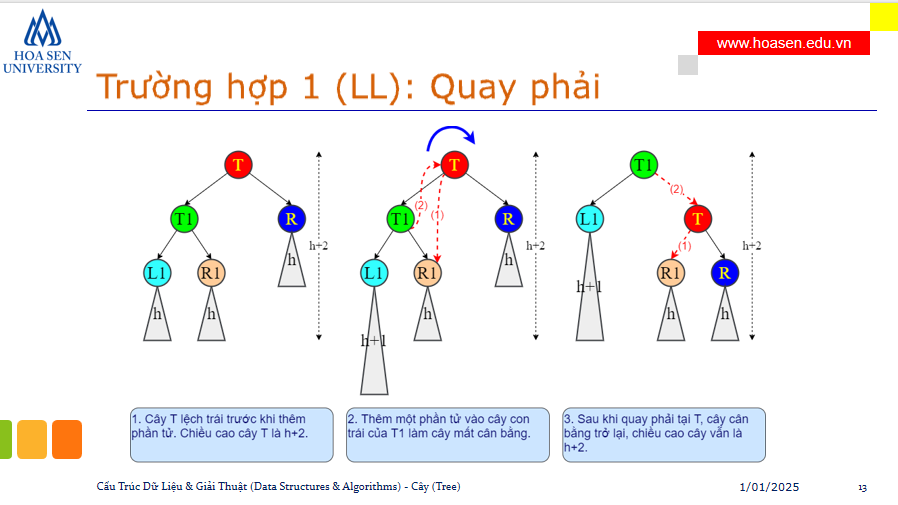 HOA SEN
UNIVERSITY
www.hoasen.edu.vn
Trường hợp 1 (LL): Quay phải
T
T1
R
h+2
L1
R1
h
h
h
T
(2)
(1)
T1
R
h+2
L1
R1
h
h
h+1
T1
(2)
L1
T
(1)
h+2
R1
R
h+1
h
h
1. Cây T lệch trái trước khi thêm
phần tử. Chiều cao cây T là h+2.
2. Thêm một phần tử vào cây con
trái của T1 làm cây mất cân bằng.
3. Sau khi quay phải tại T, cây cân
bằng trở lại, chiều cao cây vẫn là
h+2.
Cấu Trúc Dữ Liệu & Giải Thuật (Data Structures & Algorithms) - Cây (Tree)
1/01/2025
13